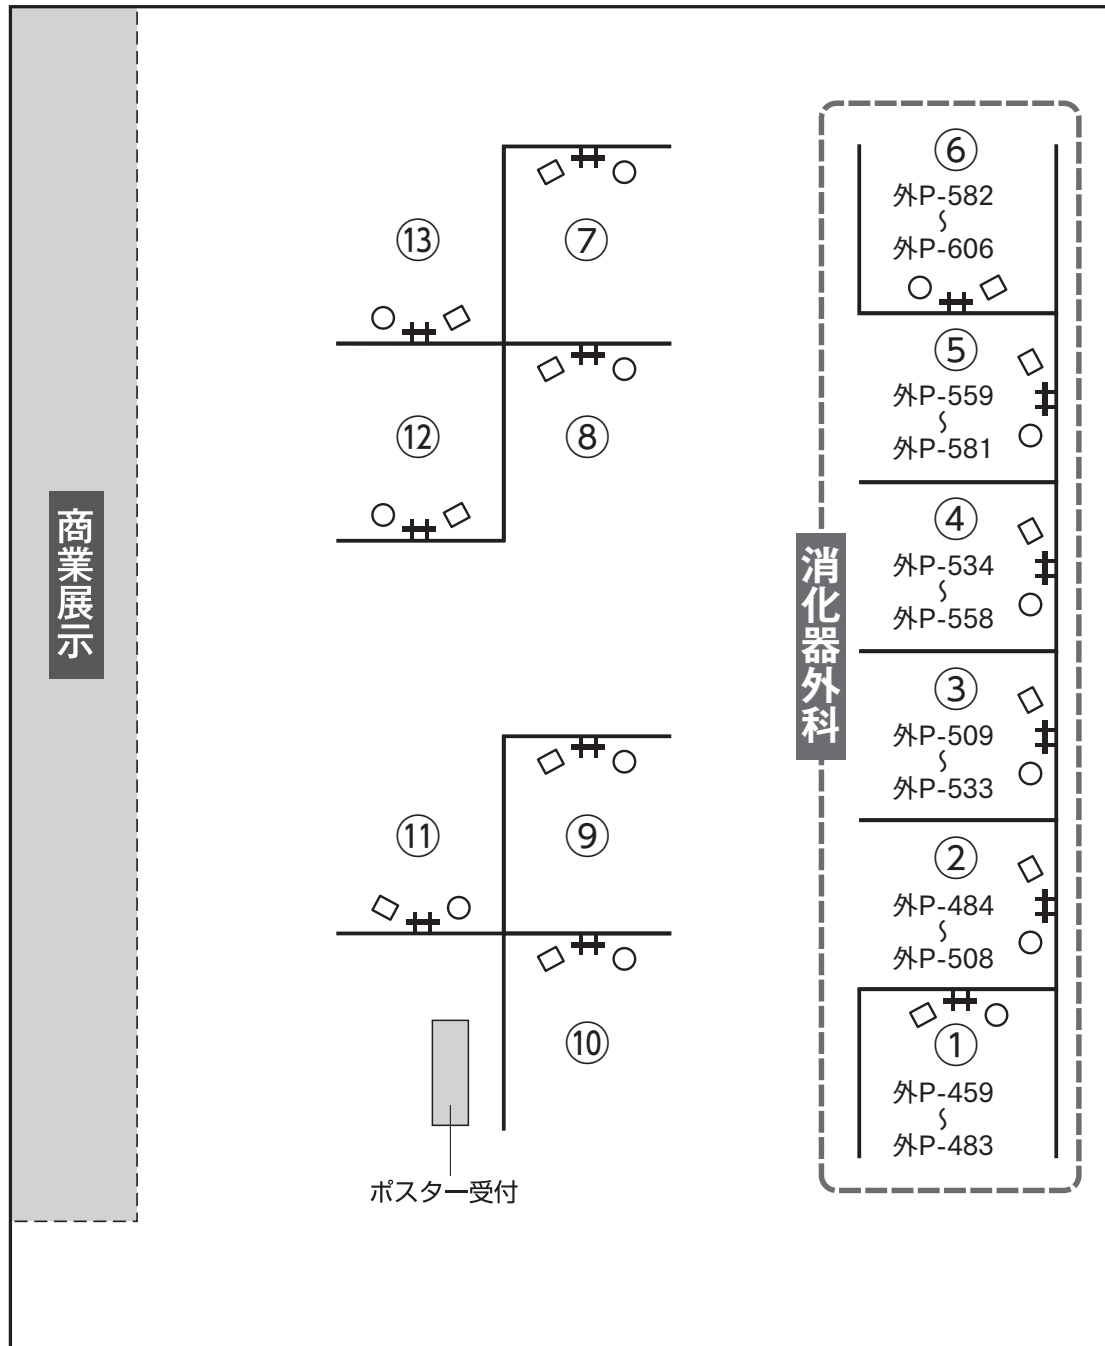 商業展示
⑬
⑦
⑫
⑧
⑪
⑨
⑩
ポスター受付
消化器外科
⑥
外P-582
〜
外P-606
⑤
外P-559
〜
外P-581
④
外P-534
〜
外P-558
③
外P-509
〜
外P-533
②
外P-484
〜
外P-508
①
外P-459
〜
外P-483